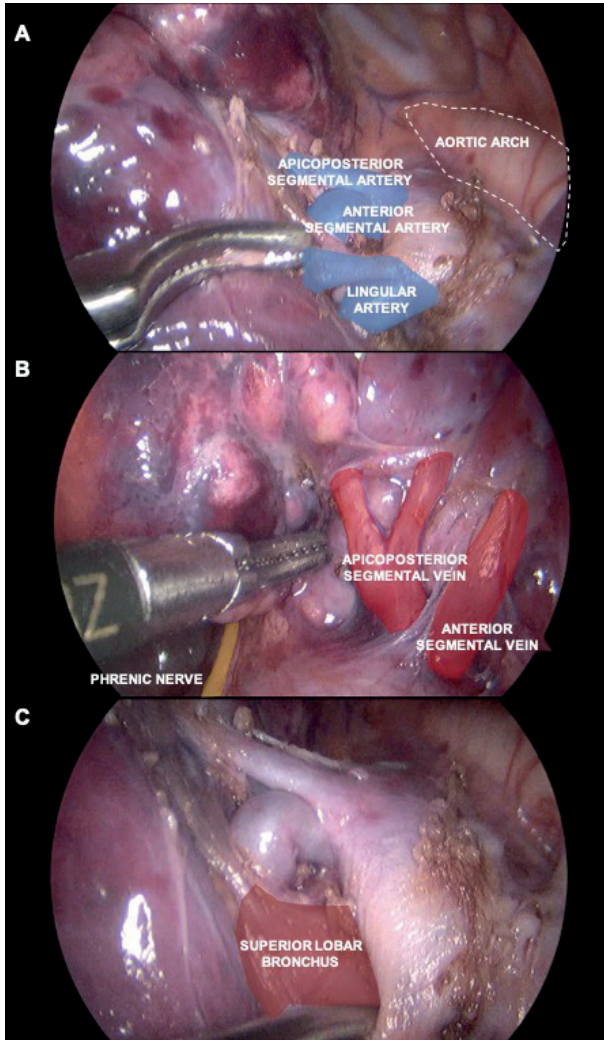 A
AORTIC ARCH
APICOPOSTERIOR
SEGMENTAL ARTERY
ANTERIOR
SEGMENTAL ARTERY
LINGULAR
ARTERY
B
APICOPOSTERIOR
SEGMENTAL VEIN
ANTERIOR
SEGMENTAL VEIN
PHRENIC NERVE
C
SUPERIOR LOBAR
BRONCHUS